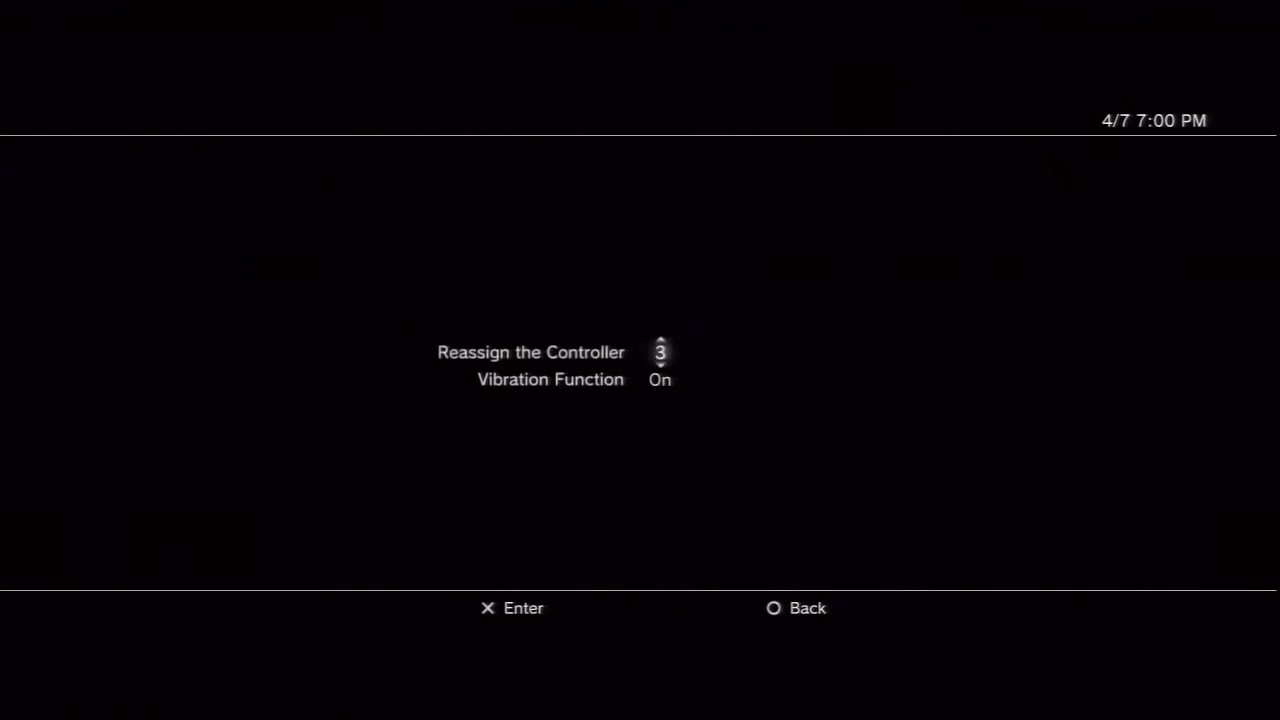 4/7 7:00 PM
Reassign the Controller 3
Vibration Function On
Enter Back